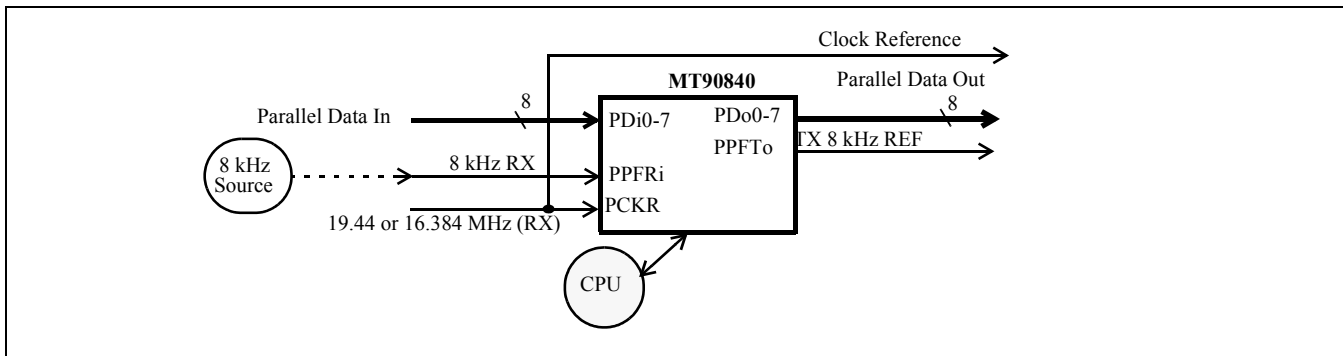 Clock Reference
MT90840
Parallel Data Out
8
8
Parallel Data In
PDi0-7
PDo0-7
PPFTo
TX 8 kHz REF
8 kHz
Source
8 kHz RX
PPFRi
PCKR
19.44 or 16.384 MHz (RX)
CPU